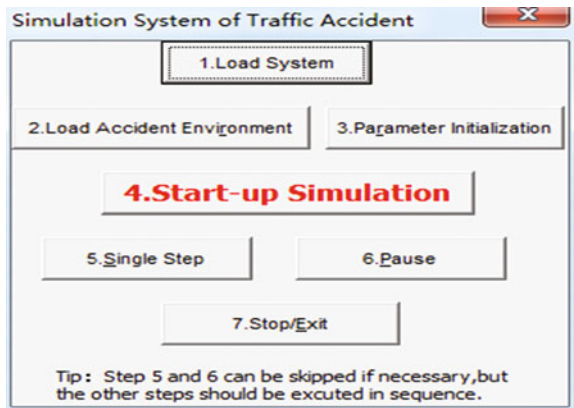 Simulation System of Traffic Accident
1.Load System
2.Load Accident Environment
3.Parameter Initialization
4.Start-up Simulation
5.Single Step
6.Pause
7.Stop/Exit
Tip: Step 5 and 6 can be skipped if necessary,but
the other steps should be excuted in sequence.